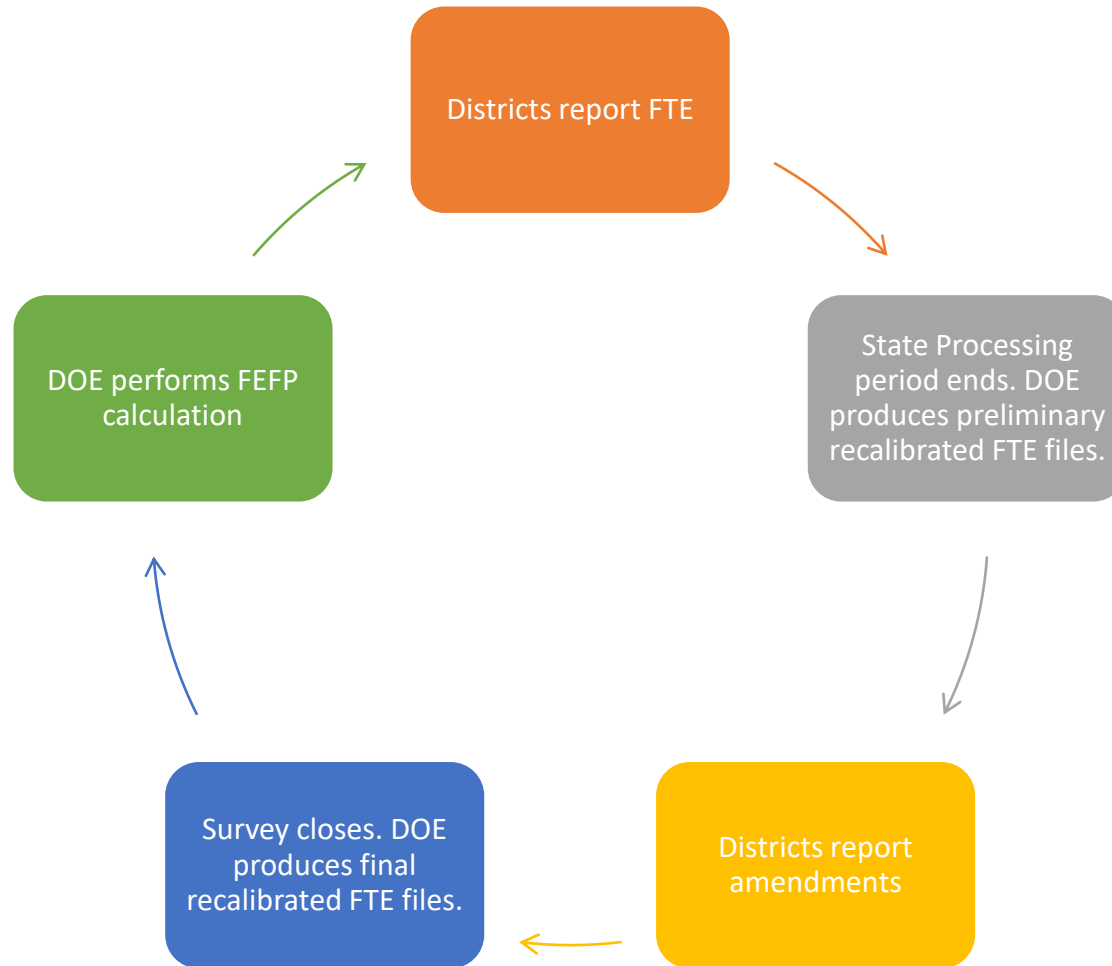 Districts report FTE
State Processing
period ends. DOE
produces preliminary
recalibrated FTE files.
Districts report
amendments
Survey closes. DOE
produces final
recalibrated FTE files.
DOE performs FEFP
calculation